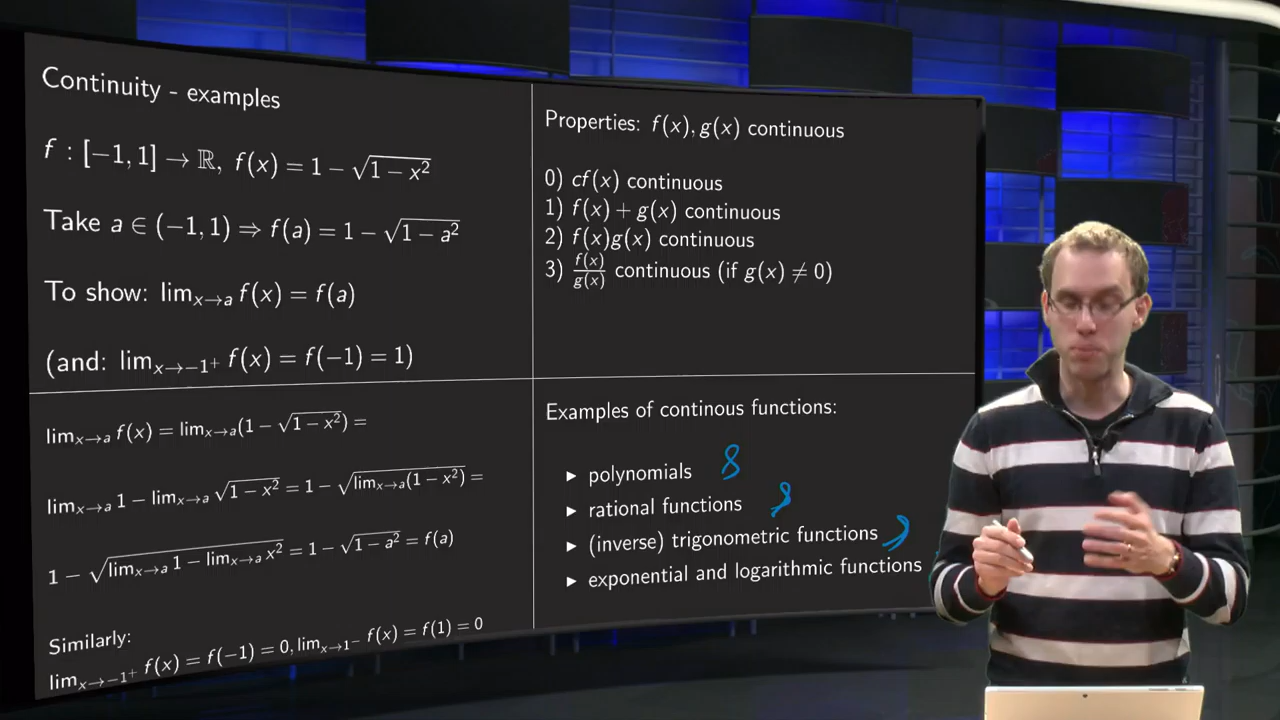 Continuity - examples
f : [−1, 1] → ℝ, f(x) = 1 − √(1 − x²)
Take a ∈ (−1, 1) ⇒ f(a) = 1 − √(1 − a²)
To show: lim_{x→a} f(x) = f(a)
(and: lim_{x→−1⁺} f(x) = f(−1) = 1)
lim_{x→a} f(x) = lim_{x→a}(1 − √(1 − x²)) =
lim_{x→a} 1 − lim_{x→a} √(1 − x²) = 1 − √(lim_{x→a}(1 − x²)) =
1 − √(lim_{x→a} 1 − lim_{x→a} x²) = 1 − √(1 − a²) = f(a)
Similarly:
lim_{x→−1⁺} f(x) = f(−1) = 0, lim_{x→1⁻} f(x) = f(1) = 0
Properties: f(x), g(x) continuous
0) cf(x) continuous
1) f(x) + g(x) continuous
2) f(x)g(x) continuous
3) f(x)/g(x) continuous (if g(x) ≠ 0)
Examples of continous functions:
▸ polynomials
▸ rational functions
▸ (inverse) trigonometric functions
▸ exponential and logarithmic functions